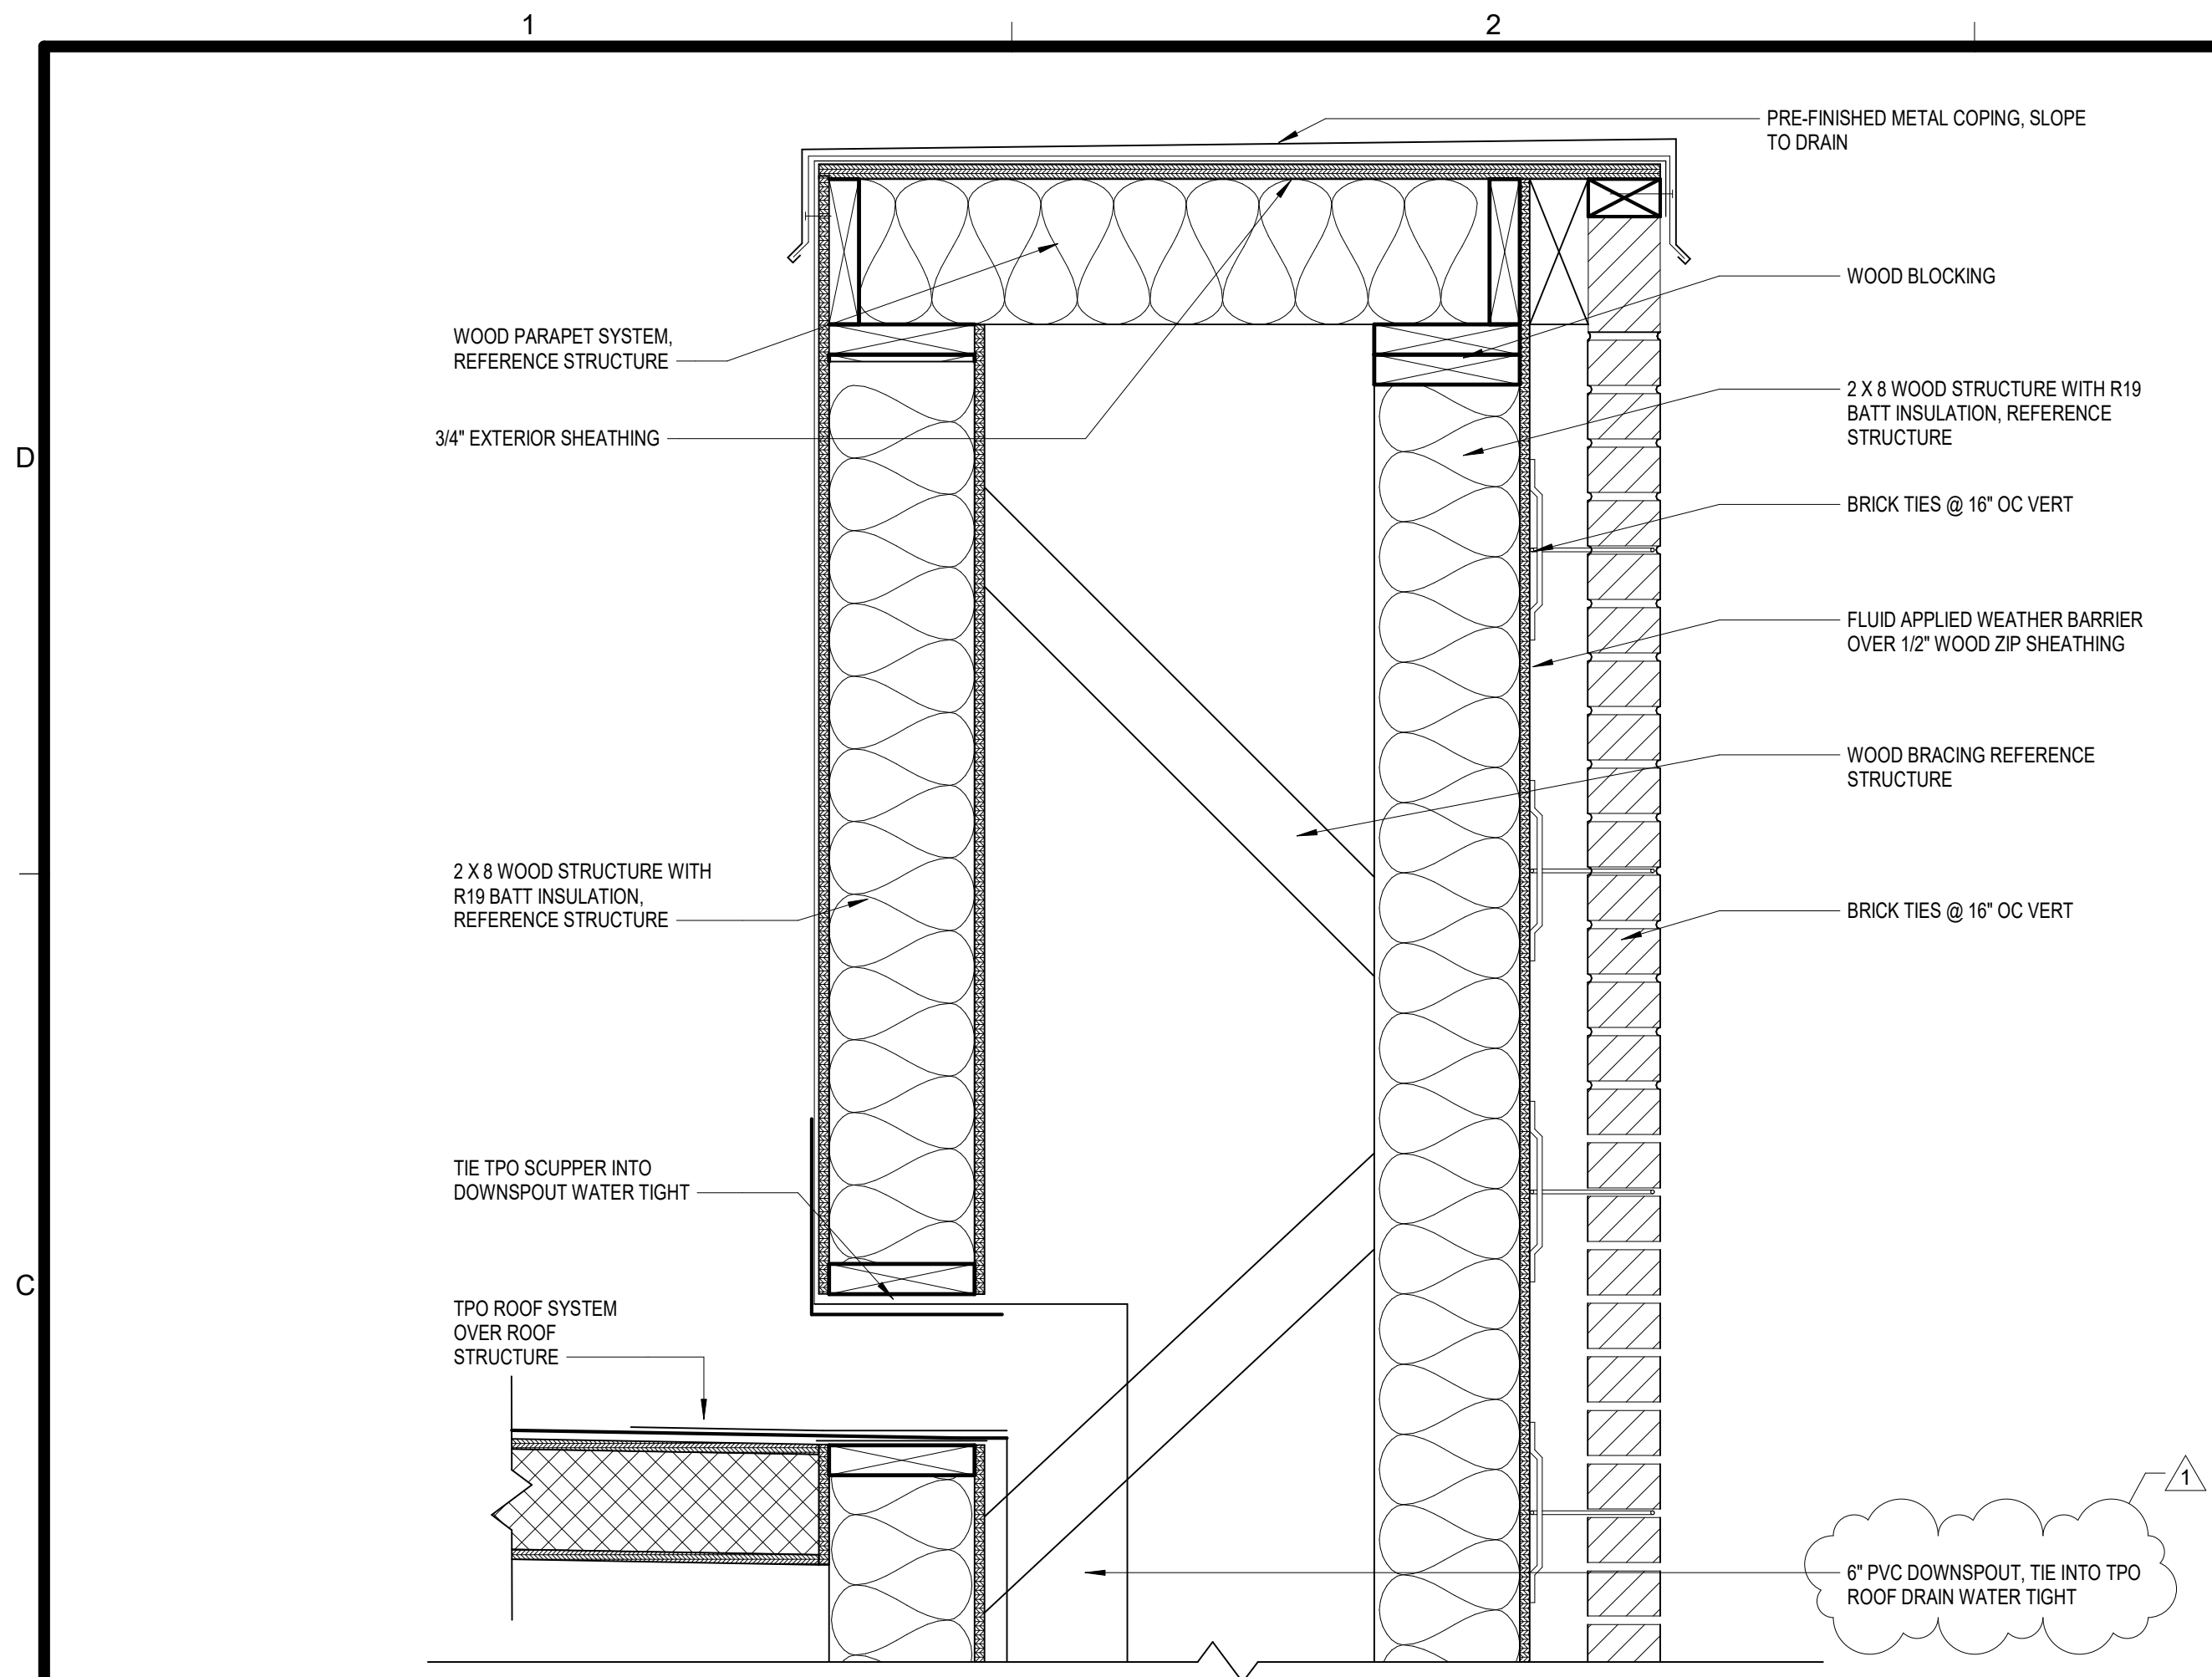 1
2
PRE-FINISHED METAL COPING, SLOPE
TO DRAIN
WOOD BLOCKING
WOOD PARAPET SYSTEM,
REFERENCE STRUCTURE
2 X 8 WOOD STRUCTURE WITH R19
BATT INSULATION, REFERENCE
STRUCTURE
3/4" EXTERIOR SHEATHING
D
BRICK TIES @ 16" OC VERT
FLUID APPLIED WEATHER BARRIER
OVER 1/2" WOOD ZIP SHEATHING
WOOD BRACING REFERENCE
STRUCTURE
2 X 8 WOOD STRUCTURE WITH
R19 BATT INSULATION,
REFERENCE STRUCTURE
BRICK TIES @ 16" OC VERT
TIE TPO SCUPPER INTO
DOWNSPOUT WATER TIGHT
C
TPO ROOF SYSTEM
OVER ROOF
STRUCTURE
1
6" PVC DOWNSPOUT, TIE INTO TPO
ROOF DRAIN WATER TIGHT